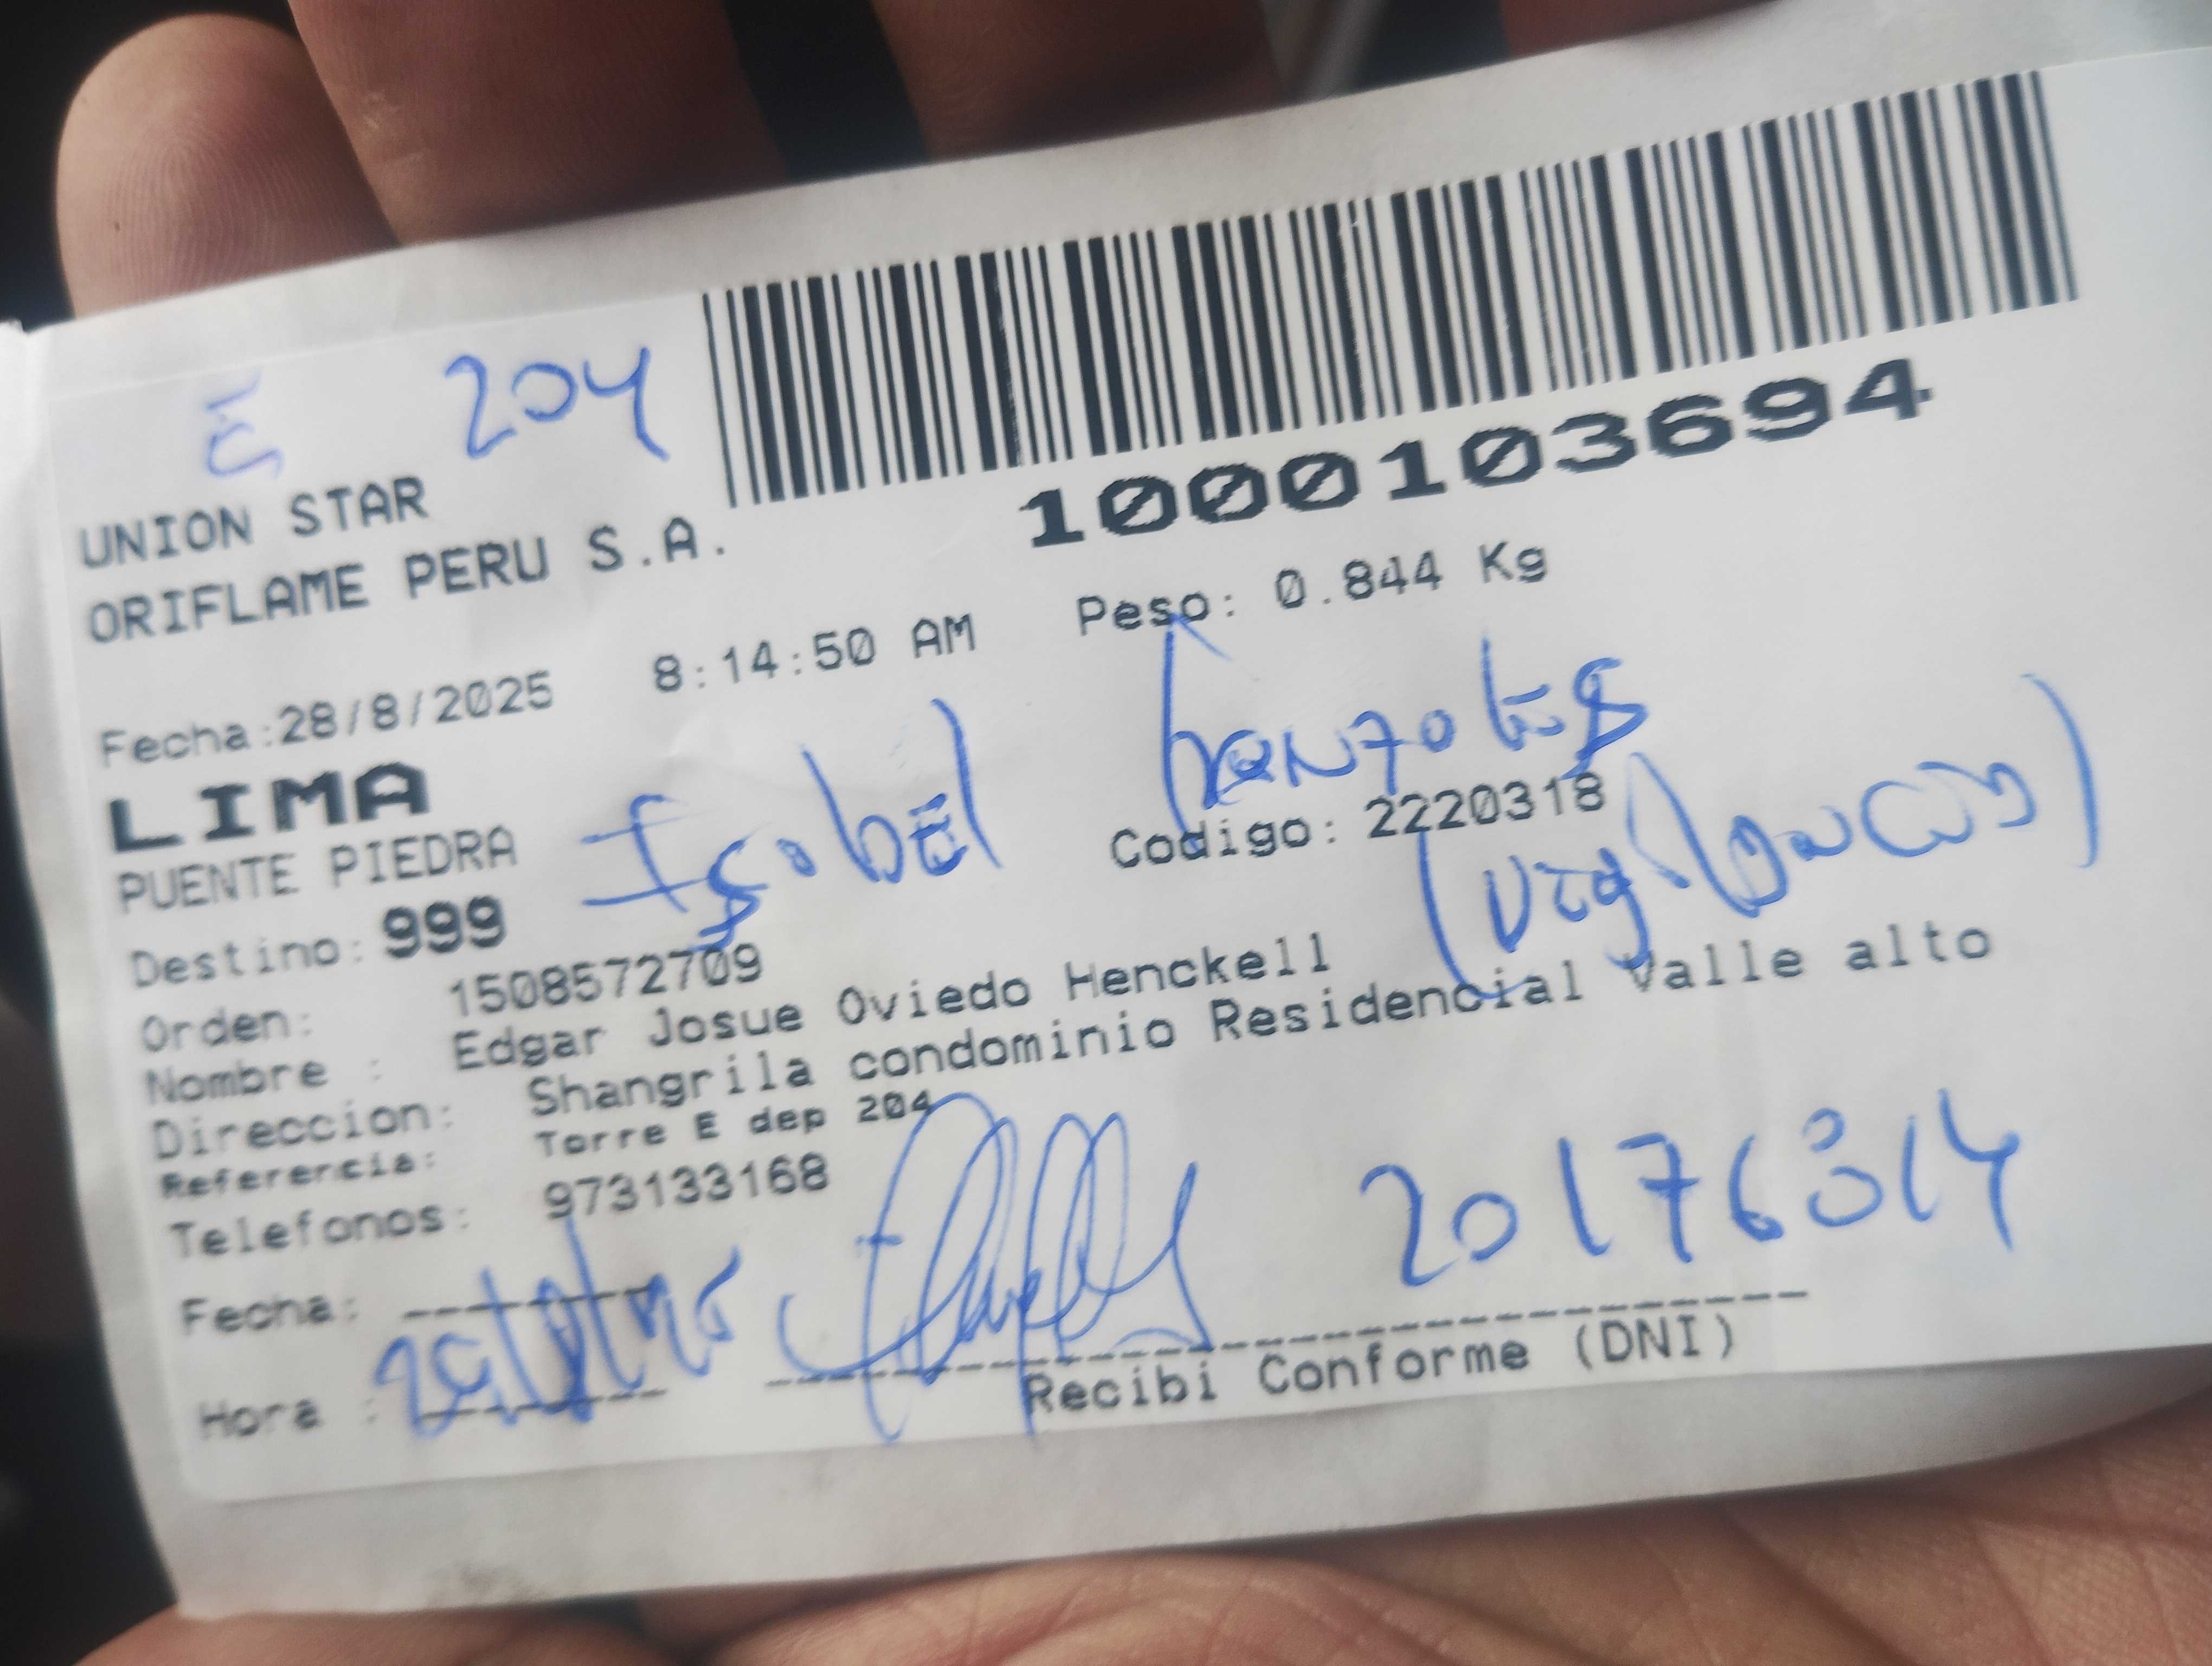 E 204
UNION STAR
ORIFLAME PERU S.A.
1000103694
Fecha:28/8/2025 8:14:50 AM Peso: 0.844 Kg
LIMA
PUENTE PIEDRA
Isabel
Codigo: 2220318
(vigilancia)
Destino: 999
Orden: 1508572709
Nombre : Edgar Josue Oviedo Henckell
Direccion: Shangrila condominio Residencial Valle alto
Referencia: Torre E dep 204
Telefonos: 973133168
20176314
Fecha:
Hora :
Recibi Conforme (DNI)